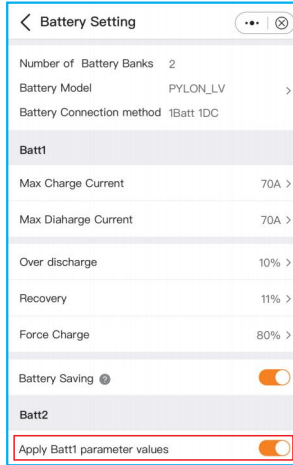 Battery Setting
Number of Battery Banks 2
Battery Model PYLON_LV
Battery Connection method 1Batt 1DC
Batt1
Max Charge Current 70A
Max Diaharge Current 70A
Over discharge 10%
Recovery 11%
Force Charge 80%
Battery Saving
Batt2
Apply Batt1 parameter values